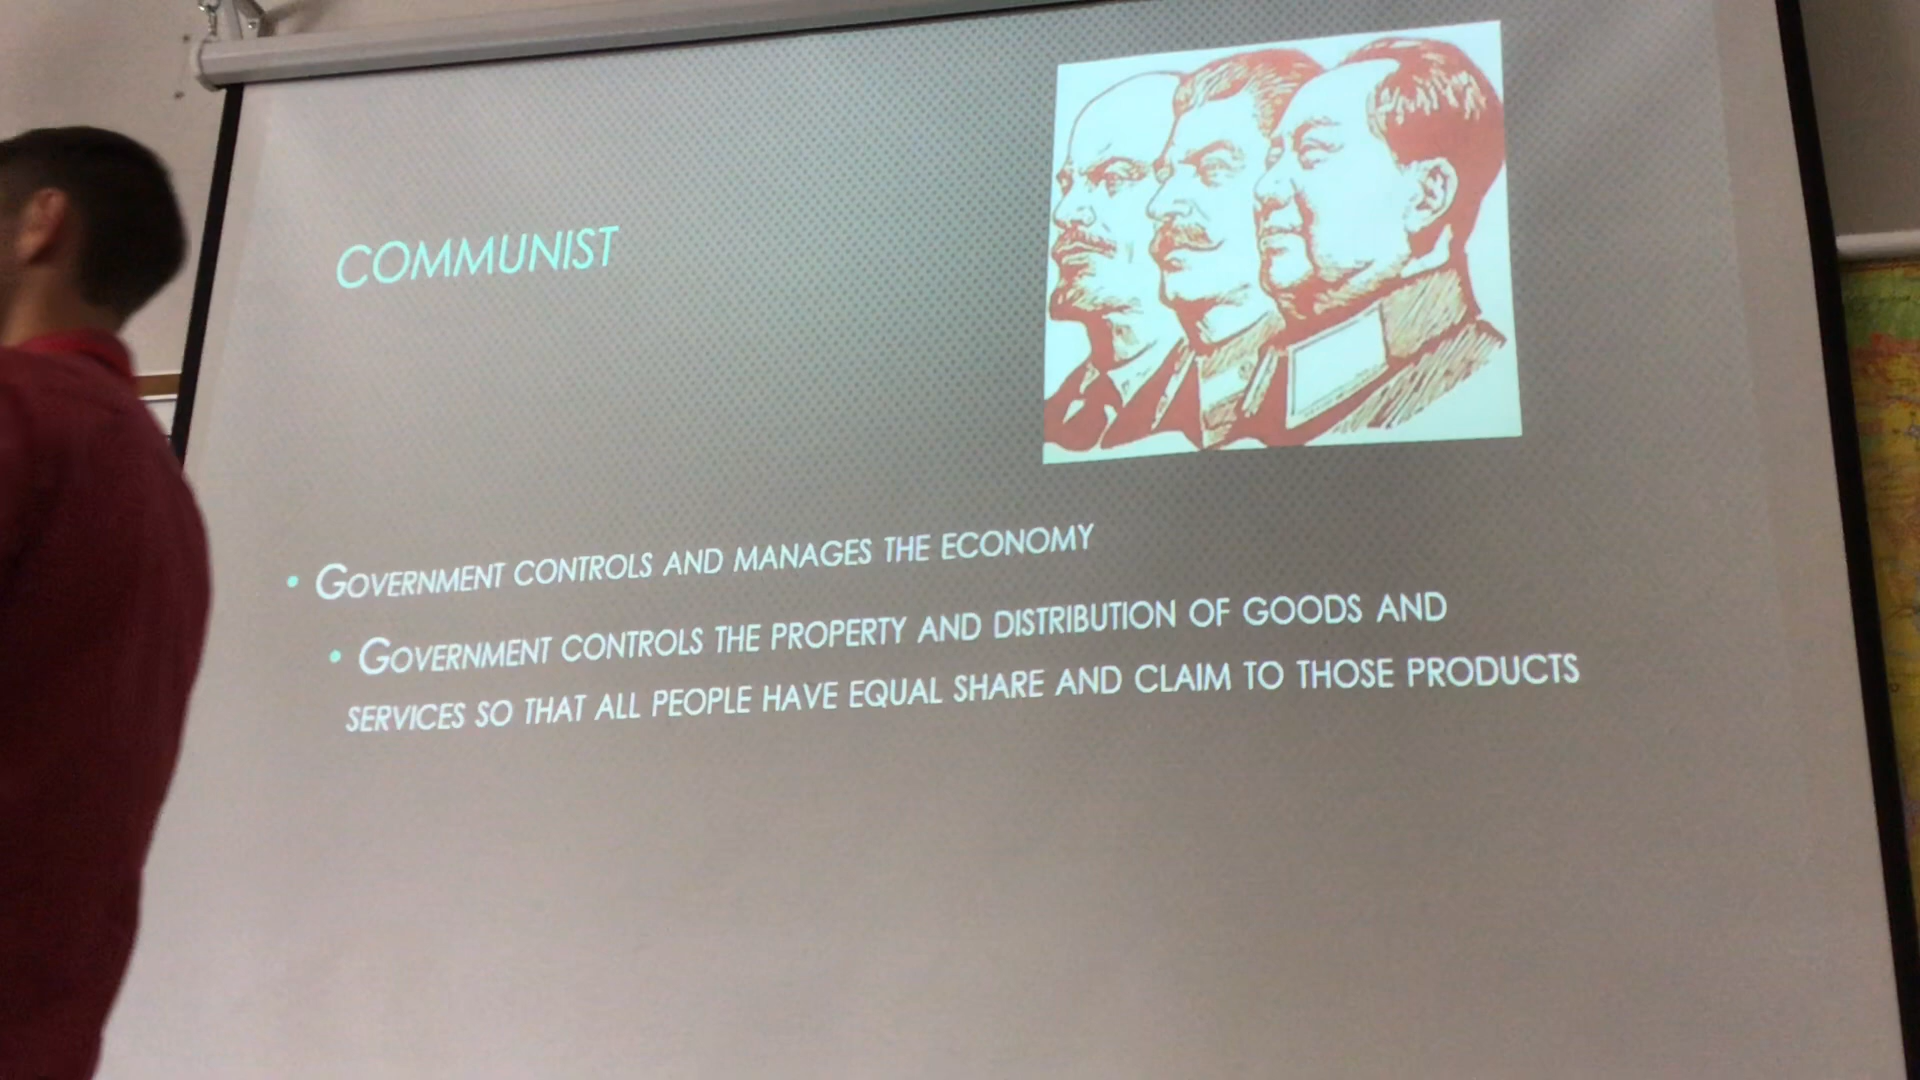 COMMUNIST
• GOVERNMENT CONTROLS AND MANAGES THE ECONOMY
• GOVERNMENT CONTROLS THE PROPERTY AND DISTRIBUTION OF GOODS AND
SERVICES SO THAT ALL PEOPLE HAVE EQUAL SHARE AND CLAIM TO THOSE PRODUCTS